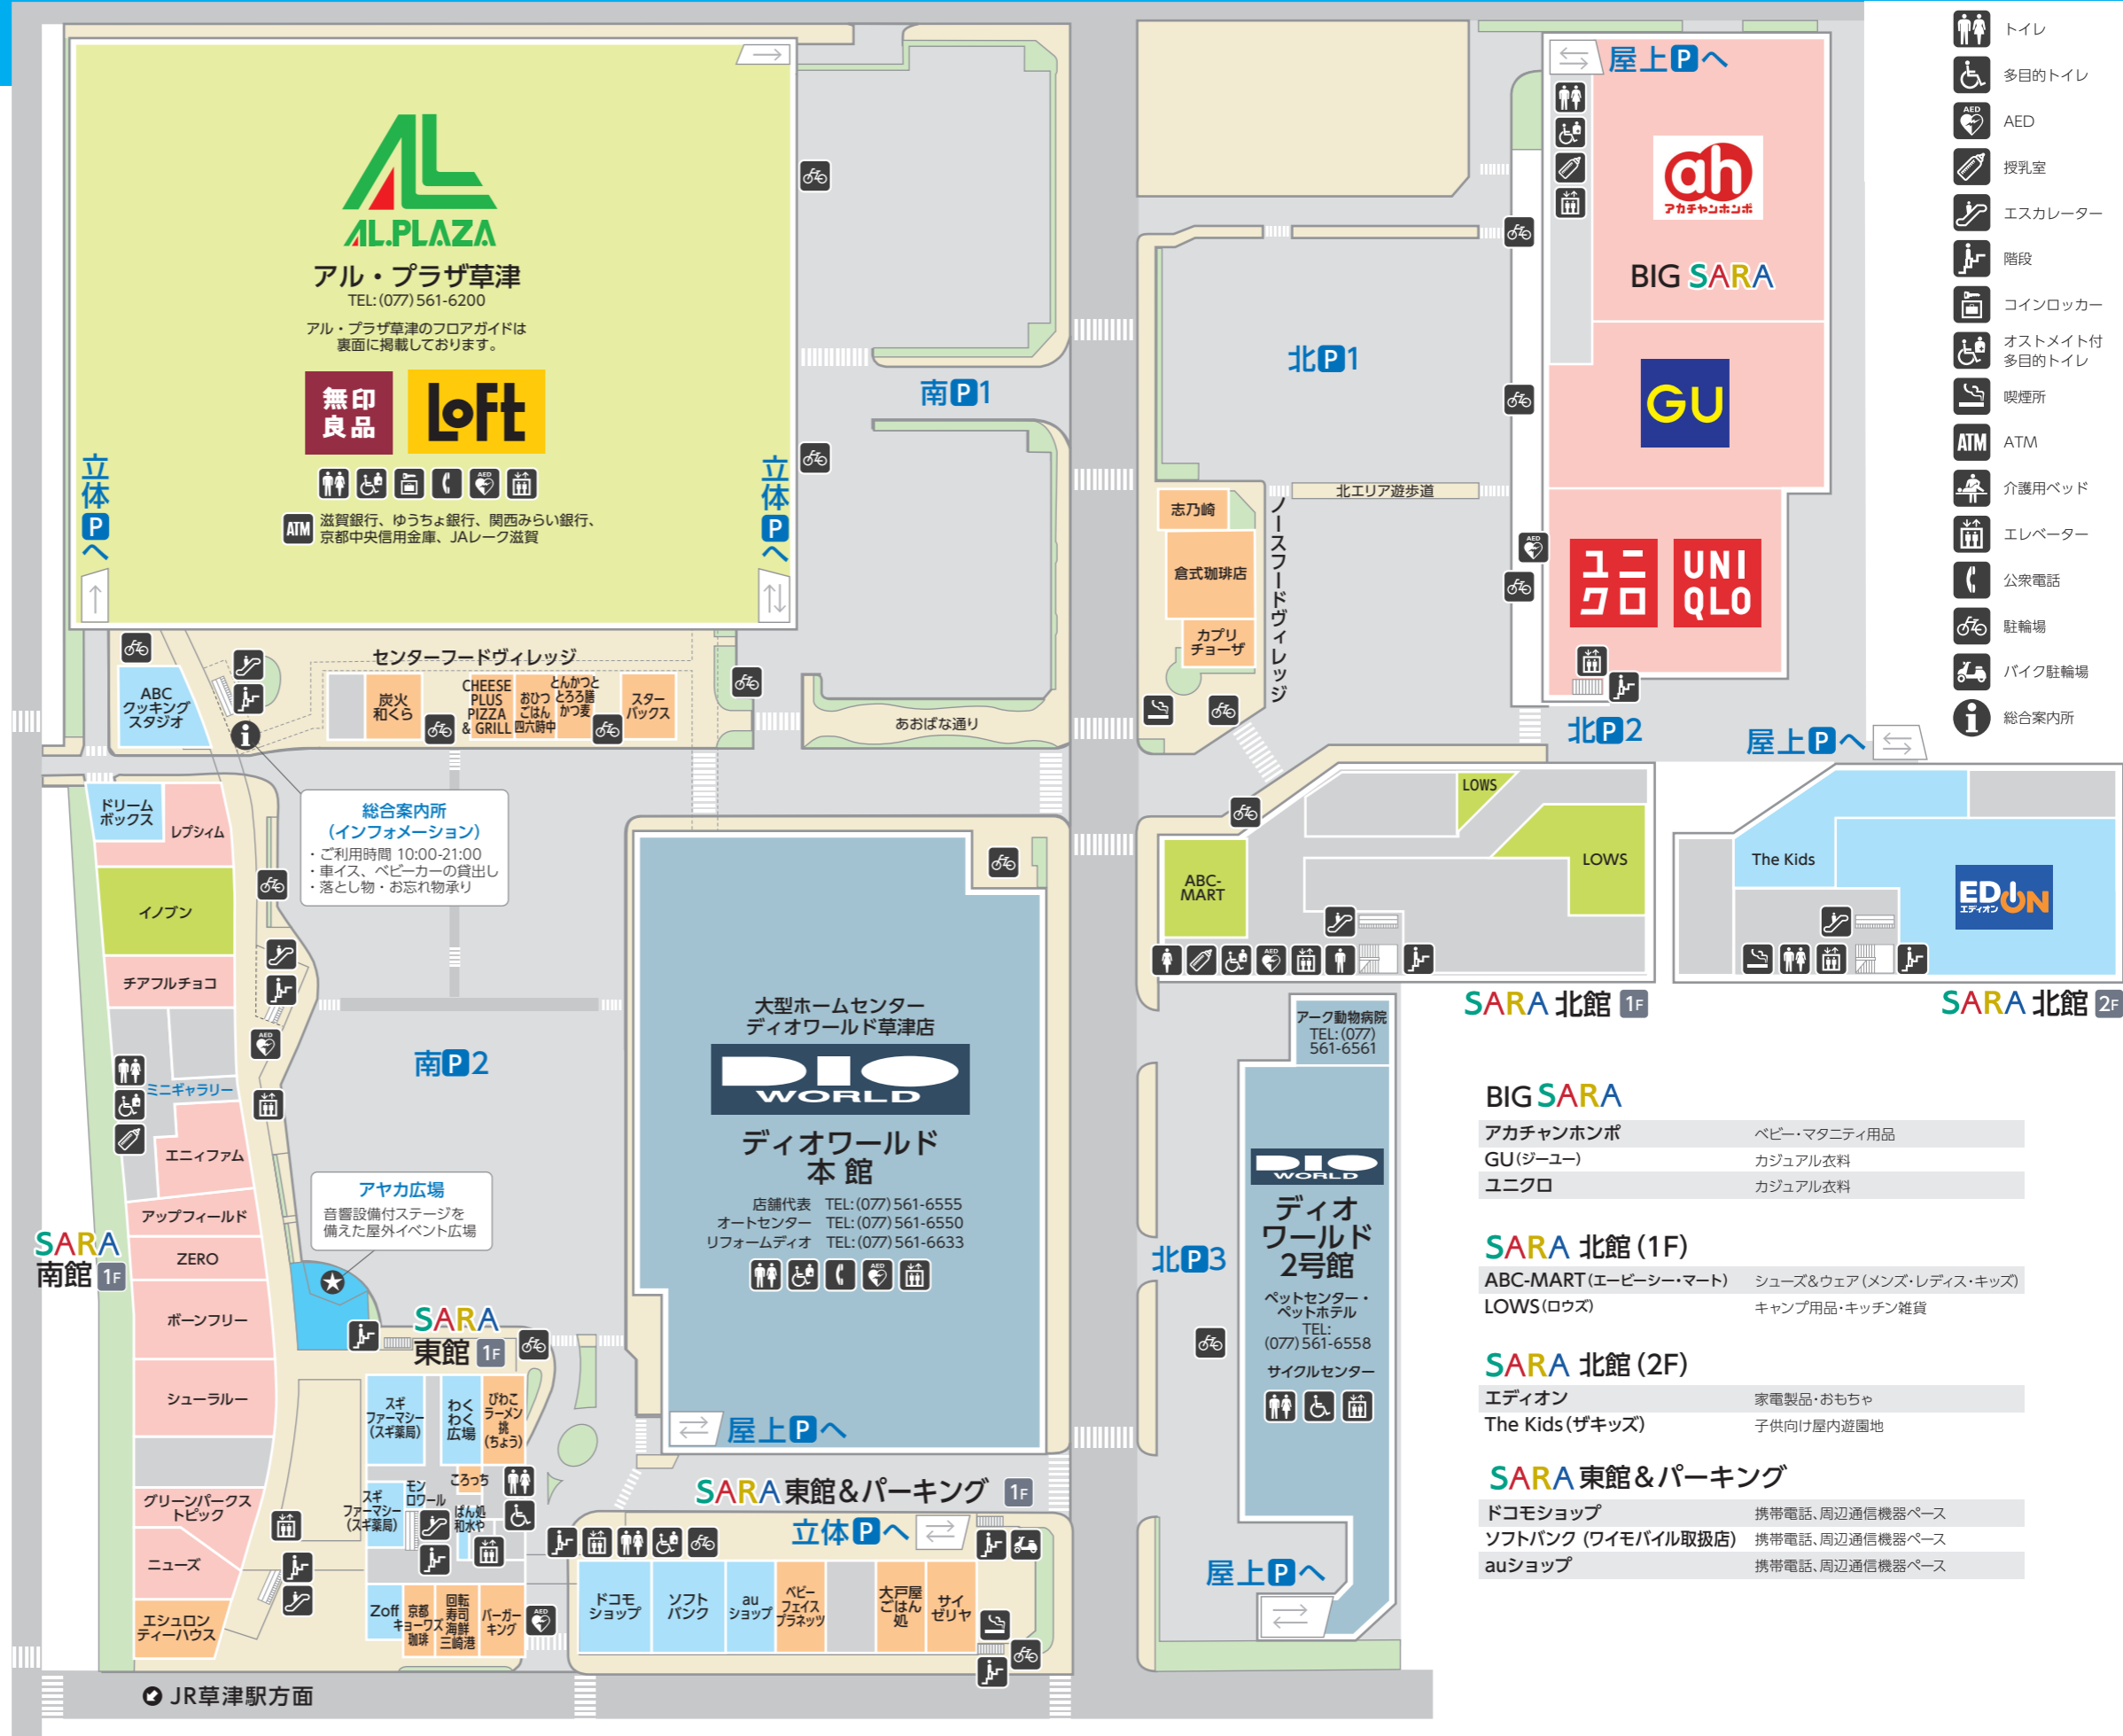 AL.PLAZA
アル・プラザ草津
TEL:(077)561-6200
アル・プラザ草津のフロアガイドは
裏面に掲載しております。
無印
良品
LoFt
立体Pへ
立体Pへ
ATM
滋賀銀行、ゆうちょ銀行、関西みらい銀行、
京都中央信用金庫、JAレーク滋賀
南P1
北P1
屋上Pへ
ah
アカチャンホンポ
BIG SARA
GU
ユニ
クロ
UNI
QLO
AED
北エリア遊歩道
ノースフードヴィレッジ
志乃崎
倉式珈琲店
カプリ
チョーザ
北P2
屋上Pへ
トイレ
多目的トイレ
AED
AED
授乳室
エスカレーター
階段
コインロッカー
オストメイト付
多目的トイレ
喫煙所
ATM
ATM
介護用ベッド
エレベーター
公衆電話
駐輪場
バイク駐輪場
総合案内所
センターフードヴィレッジ
ABC
クッキング
スタジオ
炭火
和くら
CHEESE
PLUS
PIZZA
& GRILL
おひつ
ごはん
四六時中
とんかつと
とろろ膳
かつ麦
スター
バックス
あおばな通り
総合案内所
(インフォメーション)
・ご利用時間 10:00-21:00
・車イス、ベビーカーの貸出し
・落とし物・お忘れ物承り
ドリーム
ボックス
レプシィム
イノブン
チアフルチョコ
AED
ミニギャラリー
エニィファム
アップフィールド
ZERO
ボーンフリー
シューラルー
グリーンパークス
トピック
ニューズ
エシュロン
ティーハウス
SARA
南館 1F
南P2
アヤカ広場
音響設備付ステージを
備えた屋外イベント広場
SARA
東館 1F
スギ
ファーマシー
(スギ薬局)
わく
わく
広場
びわこ
ラーメン
挑
(ちょう)
ころっち
スギ
ファーマシー
(スギ薬局)
モン
ロワール
ぱん処
和水や
Zoff
京都
キョーワズ
珈琲
回転
寿司
海鮮
三崎港
バーガー
キング
AED
大型ホームセンター
ディオワールド草津店
DIO
WORLD
ディオワールド
本 館
店舗代表 TEL:(077)561-6555
オートセンター TEL:(077)561-6550
リフォームディオ TEL:(077)561-6633
AED
屋上Pへ
SARA 東館&パーキング 1F
立体Pへ
ドコモ
ショップ
ソフト
バンク
au
ショップ
ベビー
フェイス
プラネッツ
大戸屋
ごはん
処
サイ
ゼリヤ
ABC-
MART
LOWS
LOWS
AED
SARA 北館 1F
The Kids
EDION
エディオン
SARA 北館 2F
アーク動物病院
TEL:(077)
561-6561
DIO
WORLD
ディオ
ワールド
2号館
ペットセンター・
ペットホテル
TEL:
(077)561-6558
サイクルセンター
北P3
屋上Pへ
BIG SARA
アカチャンホンポ ベビー・マタニティ用品
GU(ジーユー) カジュアル衣料
ユニクロ カジュアル衣料
SARA 北館(1F)
ABC-MART(エービーシー・マート) シューズ&ウェア(メンズ・レディス・キッズ)
LOWS(ロウズ) キャンプ用品・キッチン雑貨
SARA 北館(2F)
エディオン 家電製品・おもちゃ
The Kids(ザキッズ) 子供向け屋内遊園地
SARA 東館&パーキング
ドコモショップ 携帯電話、周辺通信機器ベース
ソフトバンク (ワイモバイル取扱店) 携帯電話、周辺通信機器ベース
auショップ 携帯電話、周辺通信機器ベース
JR草津駅方面